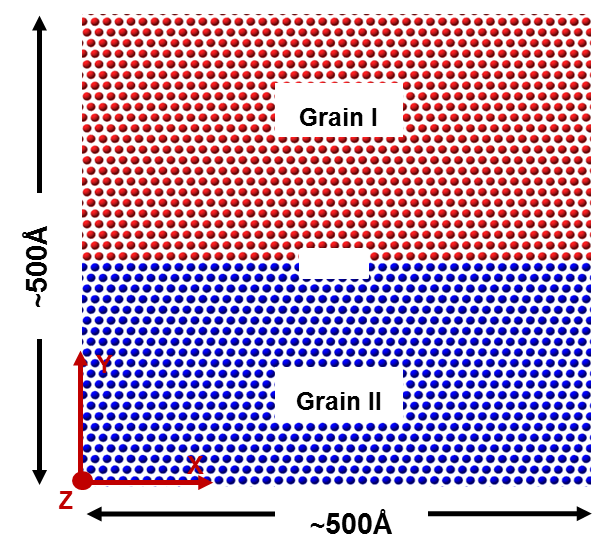 Grain I
~500Å
Y
Grain II
X
Z
~500Å